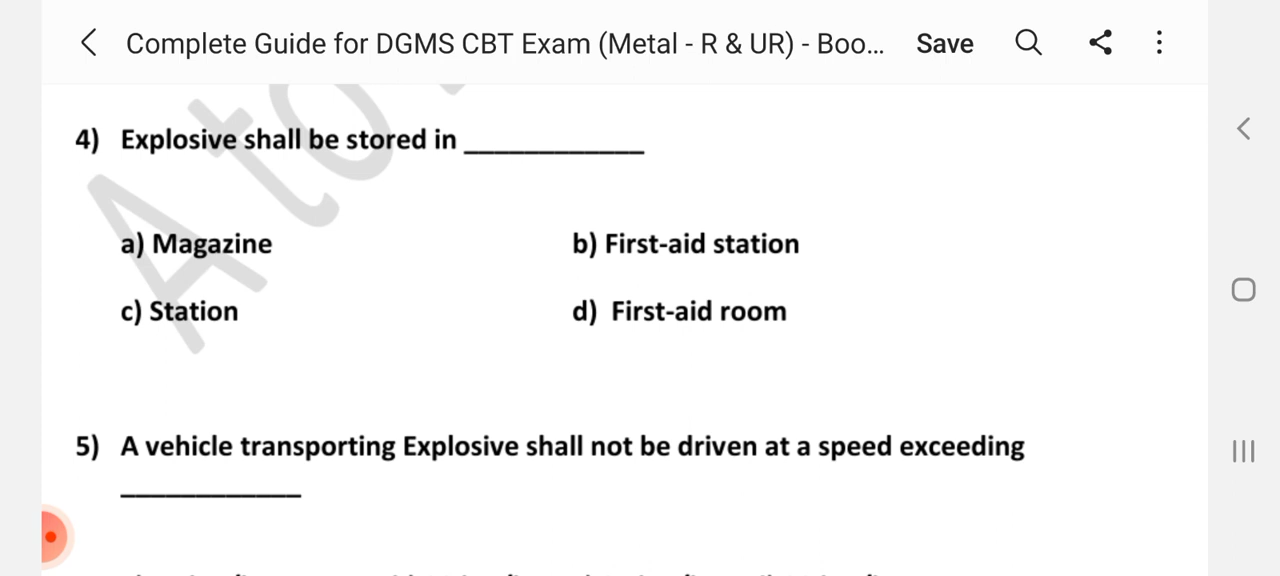 Complete Guide for DGMS CBT Exam (Metal - R & UR) - Boo... Save
A to
4) Explosive shall be stored in ____________
a) Magazine b) First-aid station
c) Station d) First-aid room
5) A vehicle transporting Explosive shall not be driven at a speed exceeding
____________